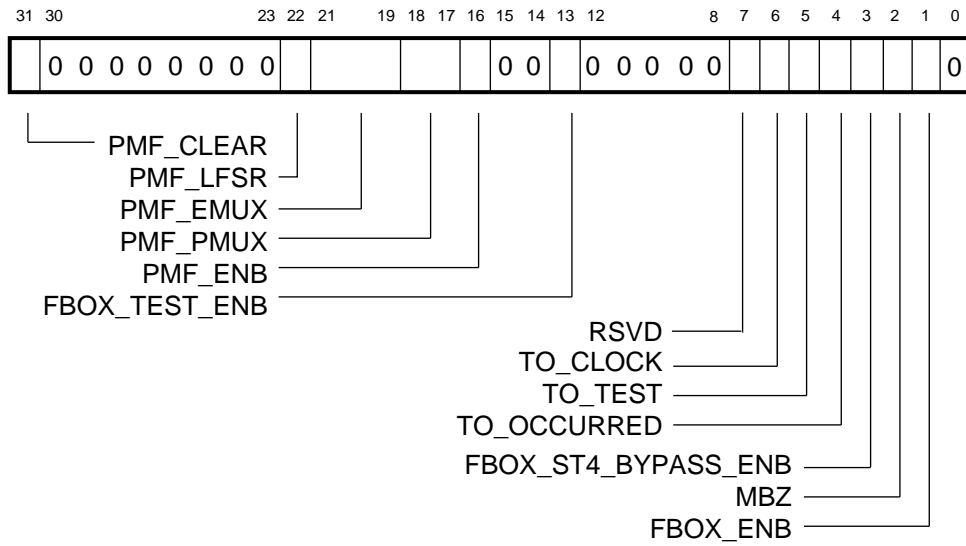 31 30 23 22 21 19 18 17 16 15 14 13 12 8 7 6 5 4 3 2 1 0
0 0 0 0 0 0 0 0 0 0 0 0 0 0 0 0
PMF_CLEAR
PMF_LFSR
PMF_EMUX
PMF_PMUX
PMF_ENB
FBOX_TEST_ENB
RSVD
TO_CLOCK
TO_TEST
TO_OCCURRED
FBOX_ST4_BYPASS_ENB
MBZ
FBOX_ENB